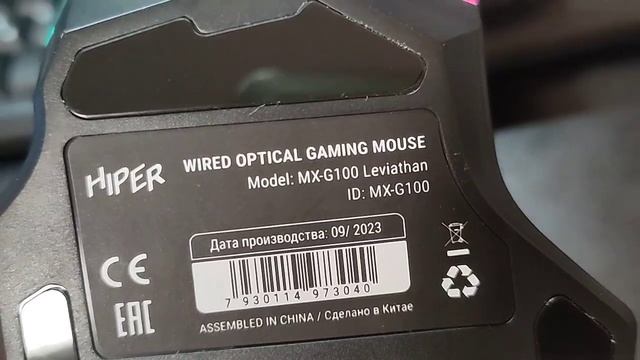 HIPER
WIRED OPTICAL GAMING MOUSE
Model: MX-G100 Leviathan
ID: MX-G100
Дата производства: 09/ 2023
7 930114 973040
CE
EAC
ASSEMBLED IN CHINA / Сделано в Китае